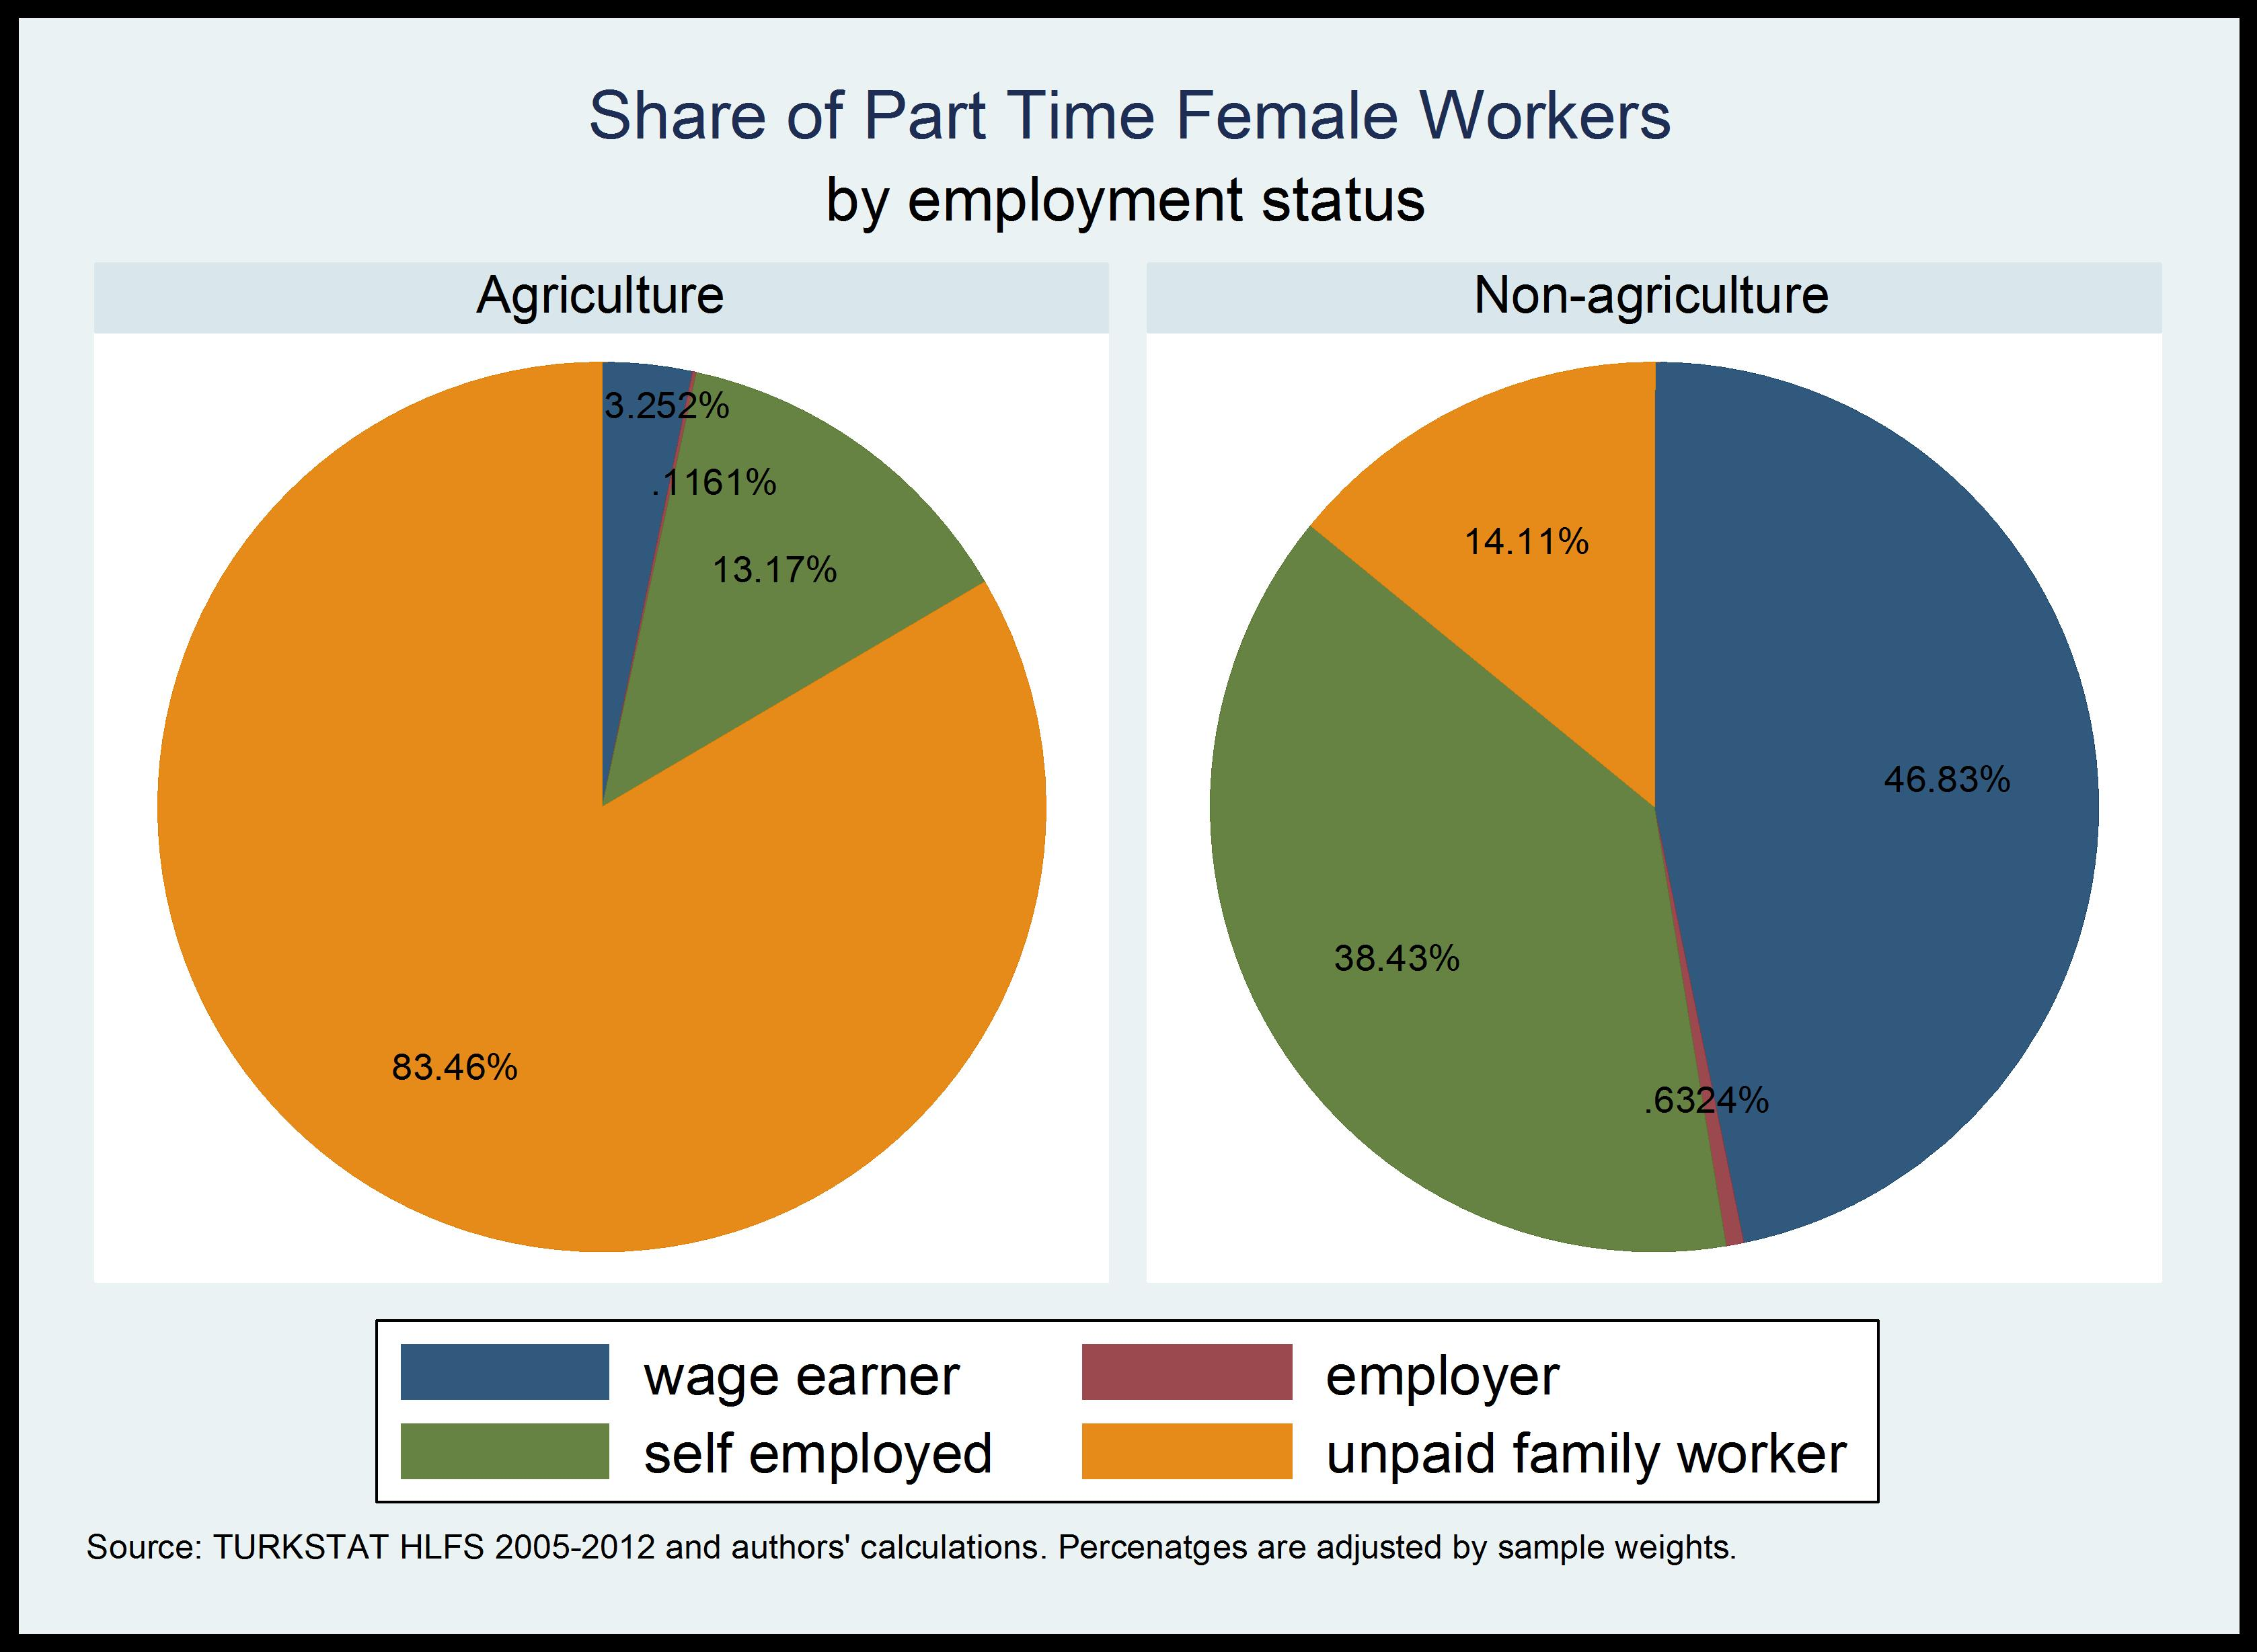 Share of Part Time Female Workers
by employment status
Agriculture
3.252%
.1161%
13.17%
83.46%
Non-agriculture
14.11%
46.83%
38.43%
.6324%
wage earner
employer
self employed
unpaid family worker
Source: TURKSTAT HLFS 2005-2012 and authors' calculations. Percenatges are adjusted by sample weights.